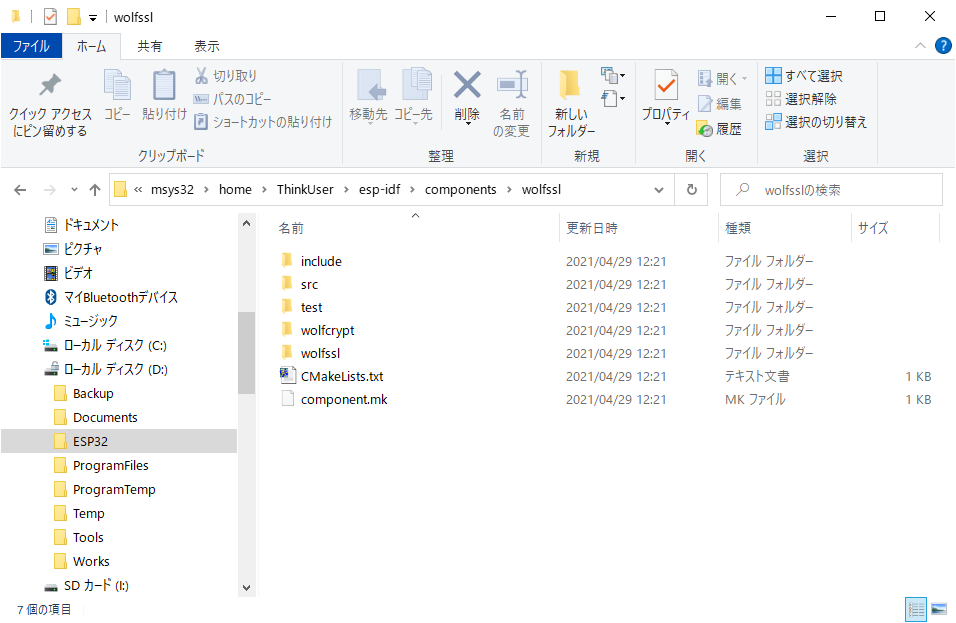 wolfssl
ファイル ホーム 共有 表示
クイック アクセスにピン留めする
コピー
貼り付け
切り取り
パスのコピー
ショートカットの貼り付け
クリップボード
移動先
コピー先
削除
名前の変更
整理
新しいフォルダー
新規
プロパティ
開く
編集
履歴
開く
すべて選択
選択解除
選択の切り替え
選択
« msys32 › home › ThinkUser › esp-idf › components › wolfssl
wolfsslの検索
ドキュメント
ピクチャ
ビデオ
マイBluetoothデバイス
ミュージック
ローカル ディスク (C:)
ローカル ディスク (D:)
Backup
Documents
ESP32
ProgramFiles
ProgramTemp
Temp
Tools
Works
SD カード (I:)
名前 更新日時 種類 サイズ
include 2021/04/29 12:21 ファイル フォルダー
src 2021/04/29 12:21 ファイル フォルダー
test 2021/04/29 12:21 ファイル フォルダー
wolfcrypt 2021/04/29 12:21 ファイル フォルダー
wolfssl 2021/04/29 12:21 ファイル フォルダー
CMakeLists.txt 2021/04/29 12:21 テキスト文書 1 KB
component.mk 2021/04/29 12:21 MK ファイル 1 KB
7 個の項目